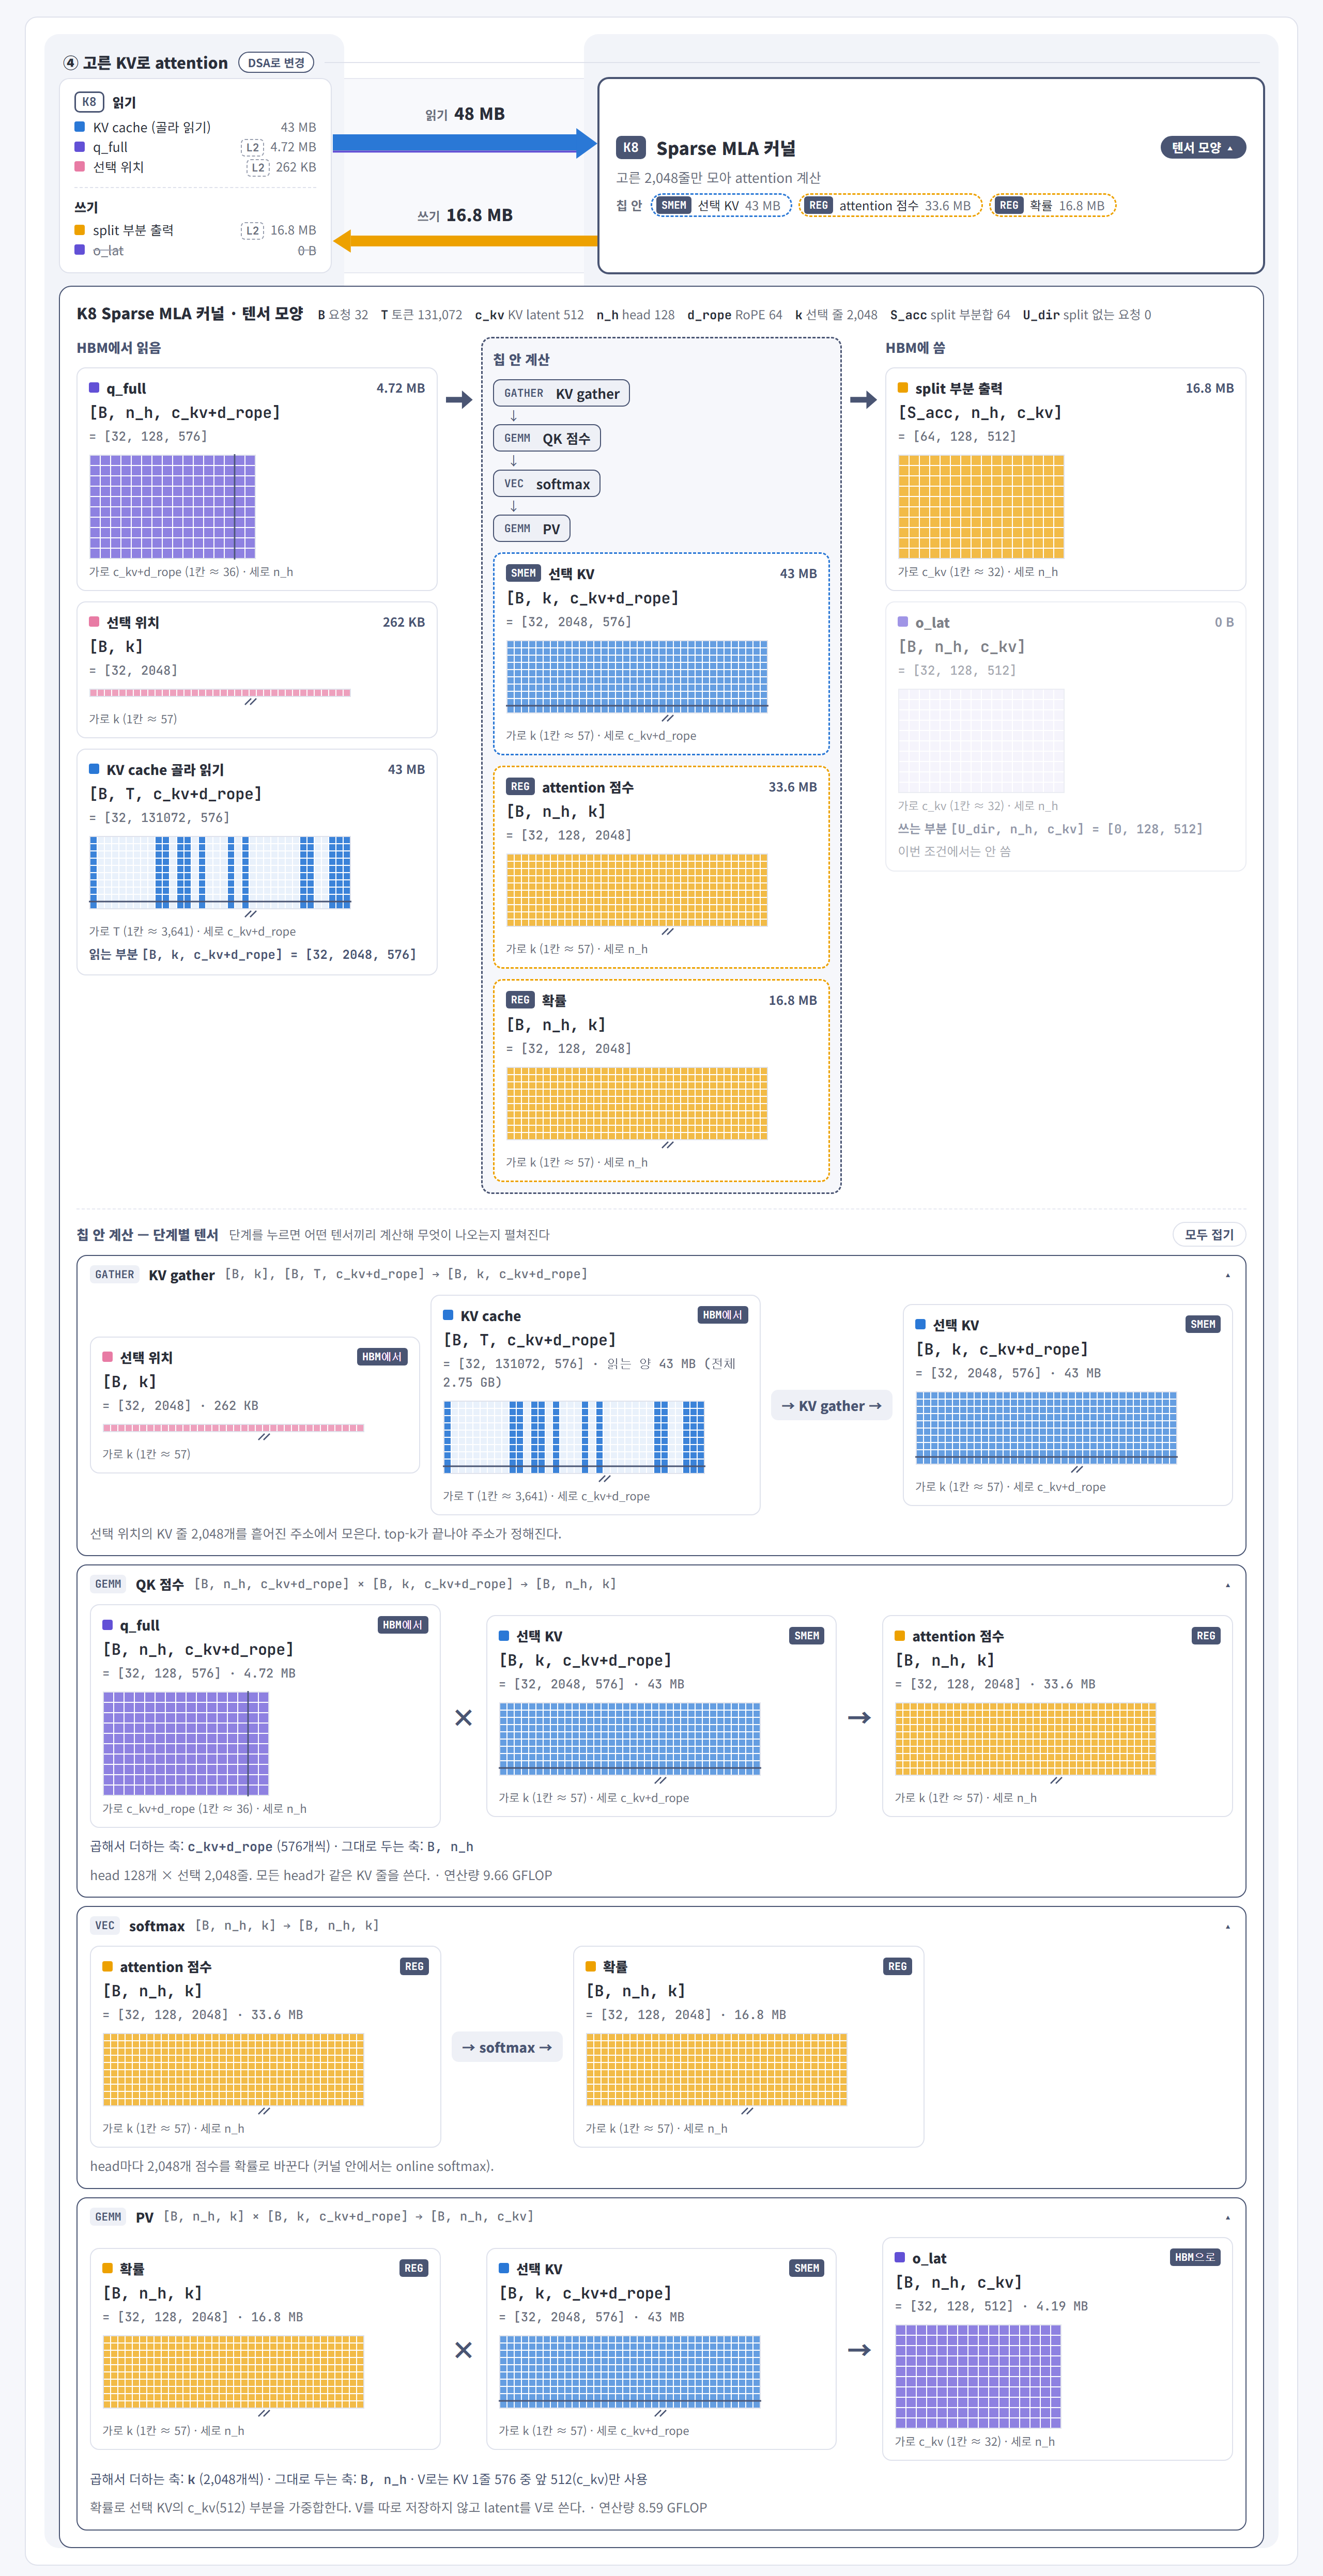 ④ 고른 KV로 attention DSA로 변경
K8 읽기
KV cache (골라 읽기) 43 MB
q_full L2 4.72 MB
선택 위치 L2 262 KB
쓰기
split 부분 출력 L2 16.8 MB
o_lat 0 B
읽기 48 MB
쓰기 16.8 MB
K8 Sparse MLA 커널 텐서 모양 ▲
고른 2,048줄만 모아 attention 계산
칩 안 SMEM 선택 KV 43 MB REG attention 점수 33.6 MB REG 확률 16.8 MB
K8 Sparse MLA 커널 · 텐서 모양 B 요청 32 T 토큰 131,072 c_kv KV latent 512 n_h head 128 d_rope RoPE 64 k 선택 줄 2,048 S_acc split 부분합 64 U_dir split 없는 요청 0
HBM에서 읽음
q_full 4.72 MB
[B, n_h, c_kv+d_rope]
= [32, 128, 576]
가로 c_kv+d_rope (1칸 ≈ 36) · 세로 n_h
선택 위치 262 KB
[B, k]
= [32, 2048]
가로 k (1칸 ≈ 57)
KV cache 골라 읽기 43 MB
[B, T, c_kv+d_rope]
= [32, 131072, 576]
가로 T (1칸 ≈ 3,641) · 세로 c_kv+d_rope
읽는 부분 [B, k, c_kv+d_rope] = [32, 2048, 576]
칩 안 계산
GATHER KV gather
↓
GEMM QK 점수
↓
VEC softmax
↓
GEMM PV
SMEM 선택 KV 43 MB
[B, k, c_kv+d_rope]
= [32, 2048, 576]
가로 k (1칸 ≈ 57) · 세로 c_kv+d_rope
REG attention 점수 33.6 MB
[B, n_h, k]
= [32, 128, 2048]
가로 k (1칸 ≈ 57) · 세로 n_h
REG 확률 16.8 MB
[B, n_h, k]
= [32, 128, 2048]
가로 k (1칸 ≈ 57) · 세로 n_h
HBM에 씀
split 부분 출력 16.8 MB
[S_acc, n_h, c_kv]
= [64, 128, 512]
가로 c_kv (1칸 ≈ 32) · 세로 n_h
o_lat 0 B
[B, n_h, c_kv]
= [32, 128, 512]
가로 c_kv (1칸 ≈ 32) · 세로 n_h
쓰는 부분 [U_dir, n_h, c_kv] = [0, 128, 512]
이번 조건에서는 안 씀
칩 안 계산 — 단계별 텐서 단계를 누르면 어떤 텐서끼리 계산해 무엇이 나오는지 펼쳐진다 모두 접기
GATHER KV gather [B, k], [B, T, c_kv+d_rope] → [B, k, c_kv+d_rope] ▲
선택 위치 HBM에서
[B, k]
= [32, 2048] · 262 KB
가로 k (1칸 ≈ 57)
KV cache HBM에서
[B, T, c_kv+d_rope]
= [32, 131072, 576] · 읽는 양 43 MB (전체
2.75 GB)
가로 T (1칸 ≈ 3,641) · 세로 c_kv+d_rope
→ KV gather →
선택 KV SMEM
[B, k, c_kv+d_rope]
= [32, 2048, 576] · 43 MB
가로 k (1칸 ≈ 57) · 세로 c_kv+d_rope
선택 위치의 KV 줄 2,048개를 흩어진 주소에서 모은다. top-k가 끝나야 주소가 정해진다.
GEMM QK 점수 [B, n_h, c_kv+d_rope] × [B, k, c_kv+d_rope] → [B, n_h, k] ▲
q_full HBM에서
[B, n_h, c_kv+d_rope]
= [32, 128, 576] · 4.72 MB
가로 c_kv+d_rope (1칸 ≈ 36) · 세로 n_h
×
선택 KV SMEM
[B, k, c_kv+d_rope]
= [32, 2048, 576] · 43 MB
가로 k (1칸 ≈ 57) · 세로 c_kv+d_rope
→
attention 점수 REG
[B, n_h, k]
= [32, 128, 2048] · 33.6 MB
가로 k (1칸 ≈ 57) · 세로 n_h
곱해서 더하는 축: c_kv+d_rope (576개씩) · 그대로 두는 축: B, n_h
head 128개 × 선택 2,048줄. 모든 head가 같은 KV 줄을 쓴다. · 연산량 9.66 GFLOP
VEC softmax [B, n_h, k] → [B, n_h, k] ▲
attention 점수 REG
[B, n_h, k]
= [32, 128, 2048] · 33.6 MB
가로 k (1칸 ≈ 57) · 세로 n_h
→ softmax →
확률 REG
[B, n_h, k]
= [32, 128, 2048] · 16.8 MB
가로 k (1칸 ≈ 57) · 세로 n_h
head마다 2,048개 점수를 확률로 바꾼다 (커널 안에서는 online softmax).
GEMM PV [B, n_h, k] × [B, k, c_kv+d_rope] → [B, n_h, c_kv] ▲
확률 REG
[B, n_h, k]
= [32, 128, 2048] · 16.8 MB
가로 k (1칸 ≈ 57) · 세로 n_h
×
선택 KV SMEM
[B, k, c_kv+d_rope]
= [32, 2048, 576] · 43 MB
가로 k (1칸 ≈ 57) · 세로 c_kv+d_rope
→
o_lat HBM으로
[B, n_h, c_kv]
= [32, 128, 512] · 4.19 MB
가로 c_kv (1칸 ≈ 32) · 세로 n_h
곱해서 더하는 축: k (2,048개씩) · 그대로 두는 축: B, n_h · V로는 KV 1줄 576 중 앞 512(c_kv)만 사용
확률로 선택 KV의 c_kv(512) 부분을 가중합한다. V를 따로 저장하지 않고 latent를 V로 쓴다. · 연산량 8.59 GFLOP